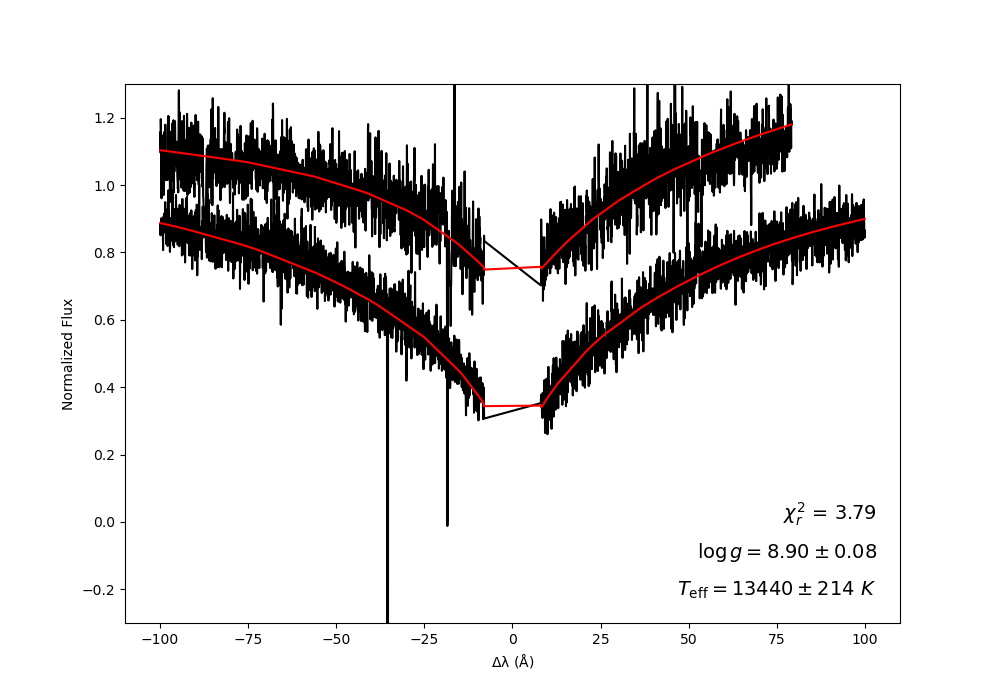 1.2
1.0
0.8
0.6
0.4
0.2
0.0
−0.2
Normalized Flux
χ²ᵣ = 3.79
log g = 8.90 ± 0.08
T_eff = 13440 ± 214 K
−100 −75 −50 −25 0 25 50 75 100
Δλ (Å)